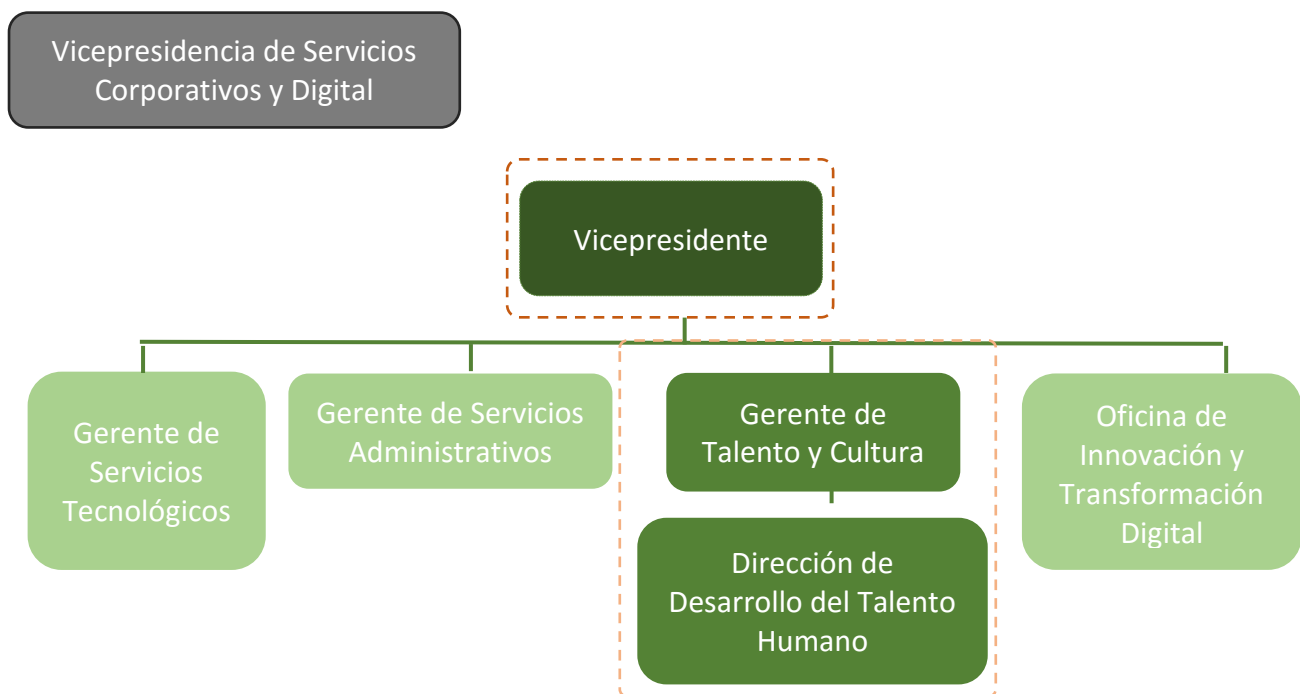 Vicepresidencia de Servicios
Corporativos y Digital
Vicepresidente
Gerente de
Servicios
Tecnológicos
Gerente de Servicios
Administrativos
Gerente de
Talento y Cultura
Dirección de
Desarrollo del Talento
Humano
Oficina de
Innovación y
Transformación
Digital